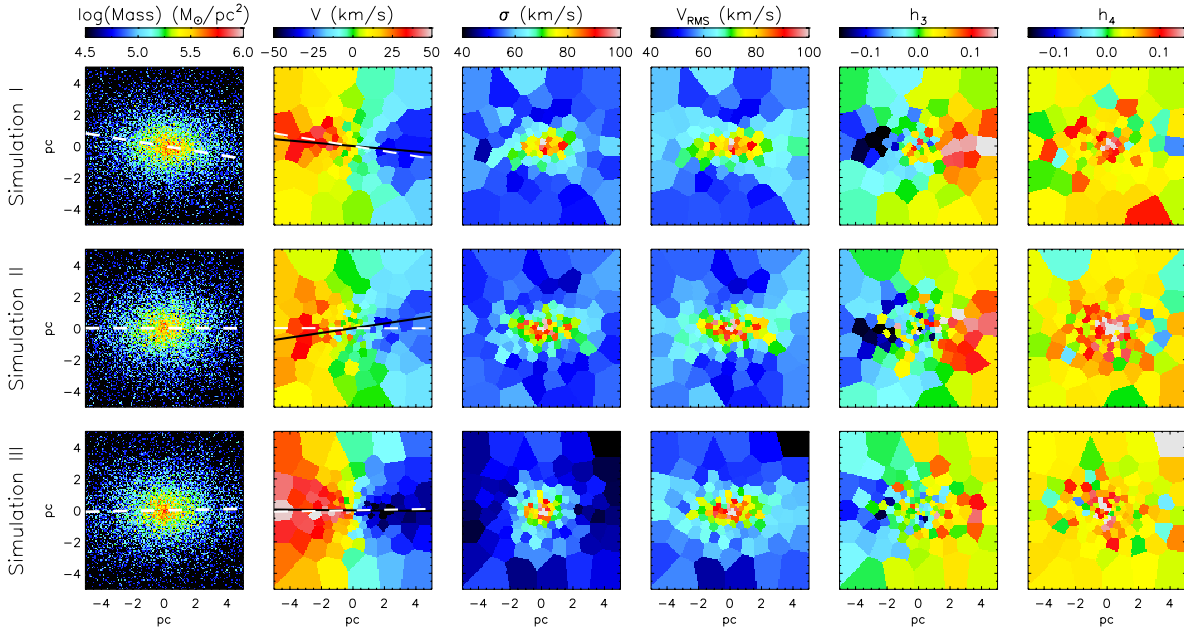 log(Mass) (M⊙/pc²) V (km/s) σ (km/s) V_RMS (km/s) h₃ h₄
4.5 5.0 5.5 6.0 −50 −25 0 25 50 40 60 80 100 40 60 80 100 −0.1 0.0 0.1 −0.1 0.0 0.1
Simulation I
pc
4
2
0
−2
−4
Simulation II
pc
4
2
0
−2
−4
Simulation III
pc
4
2
0
−2
−4
−4 −2 0 2 4 −4 −2 0 2 4 −4 −2 0 2 4 −4 −2 0 2 4 −4 −2 0 2 4 −4 −2 0 2 4
pc pc pc pc pc pc